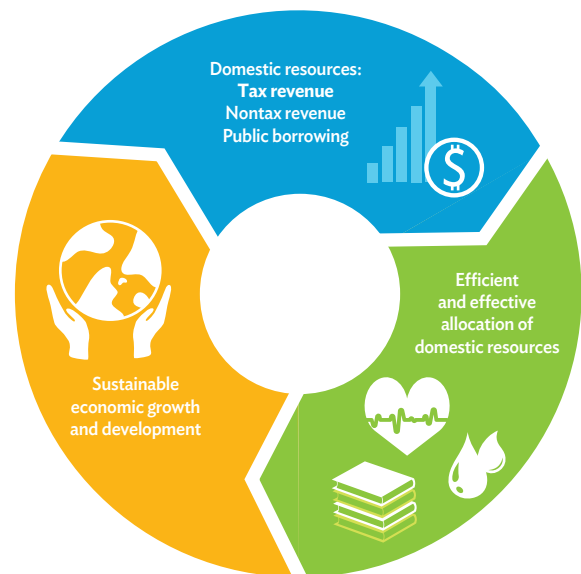 Domestic resources:
Tax revenue
Nontax revenue
Public borrowing
$
Efficient
and effective
allocation of
domestic resources
Sustainable
economic growth
and development